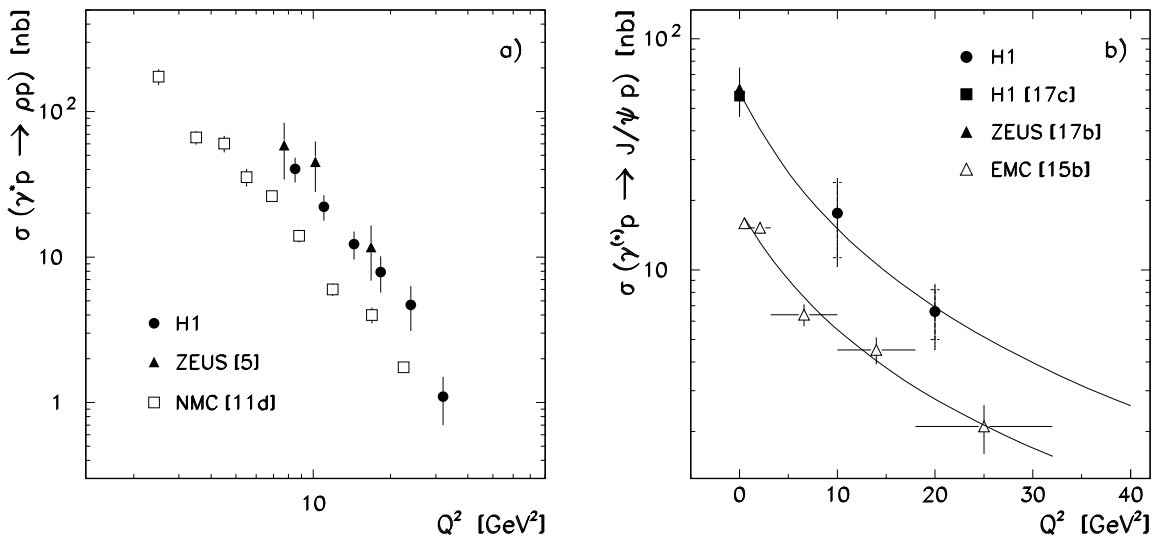 σ (γ*p → ρp) [nb]
a)
10²
10
1
H1
ZEUS [5]
NMC [11d]
10
Q² [GeV²]
σ (γ⁽*⁾p → J/ψ p) [nb]
b)
10²
10
H1
H1 [17c]
ZEUS [17b]
EMC [15b]
0 10 20 30 40
Q² [GeV²]